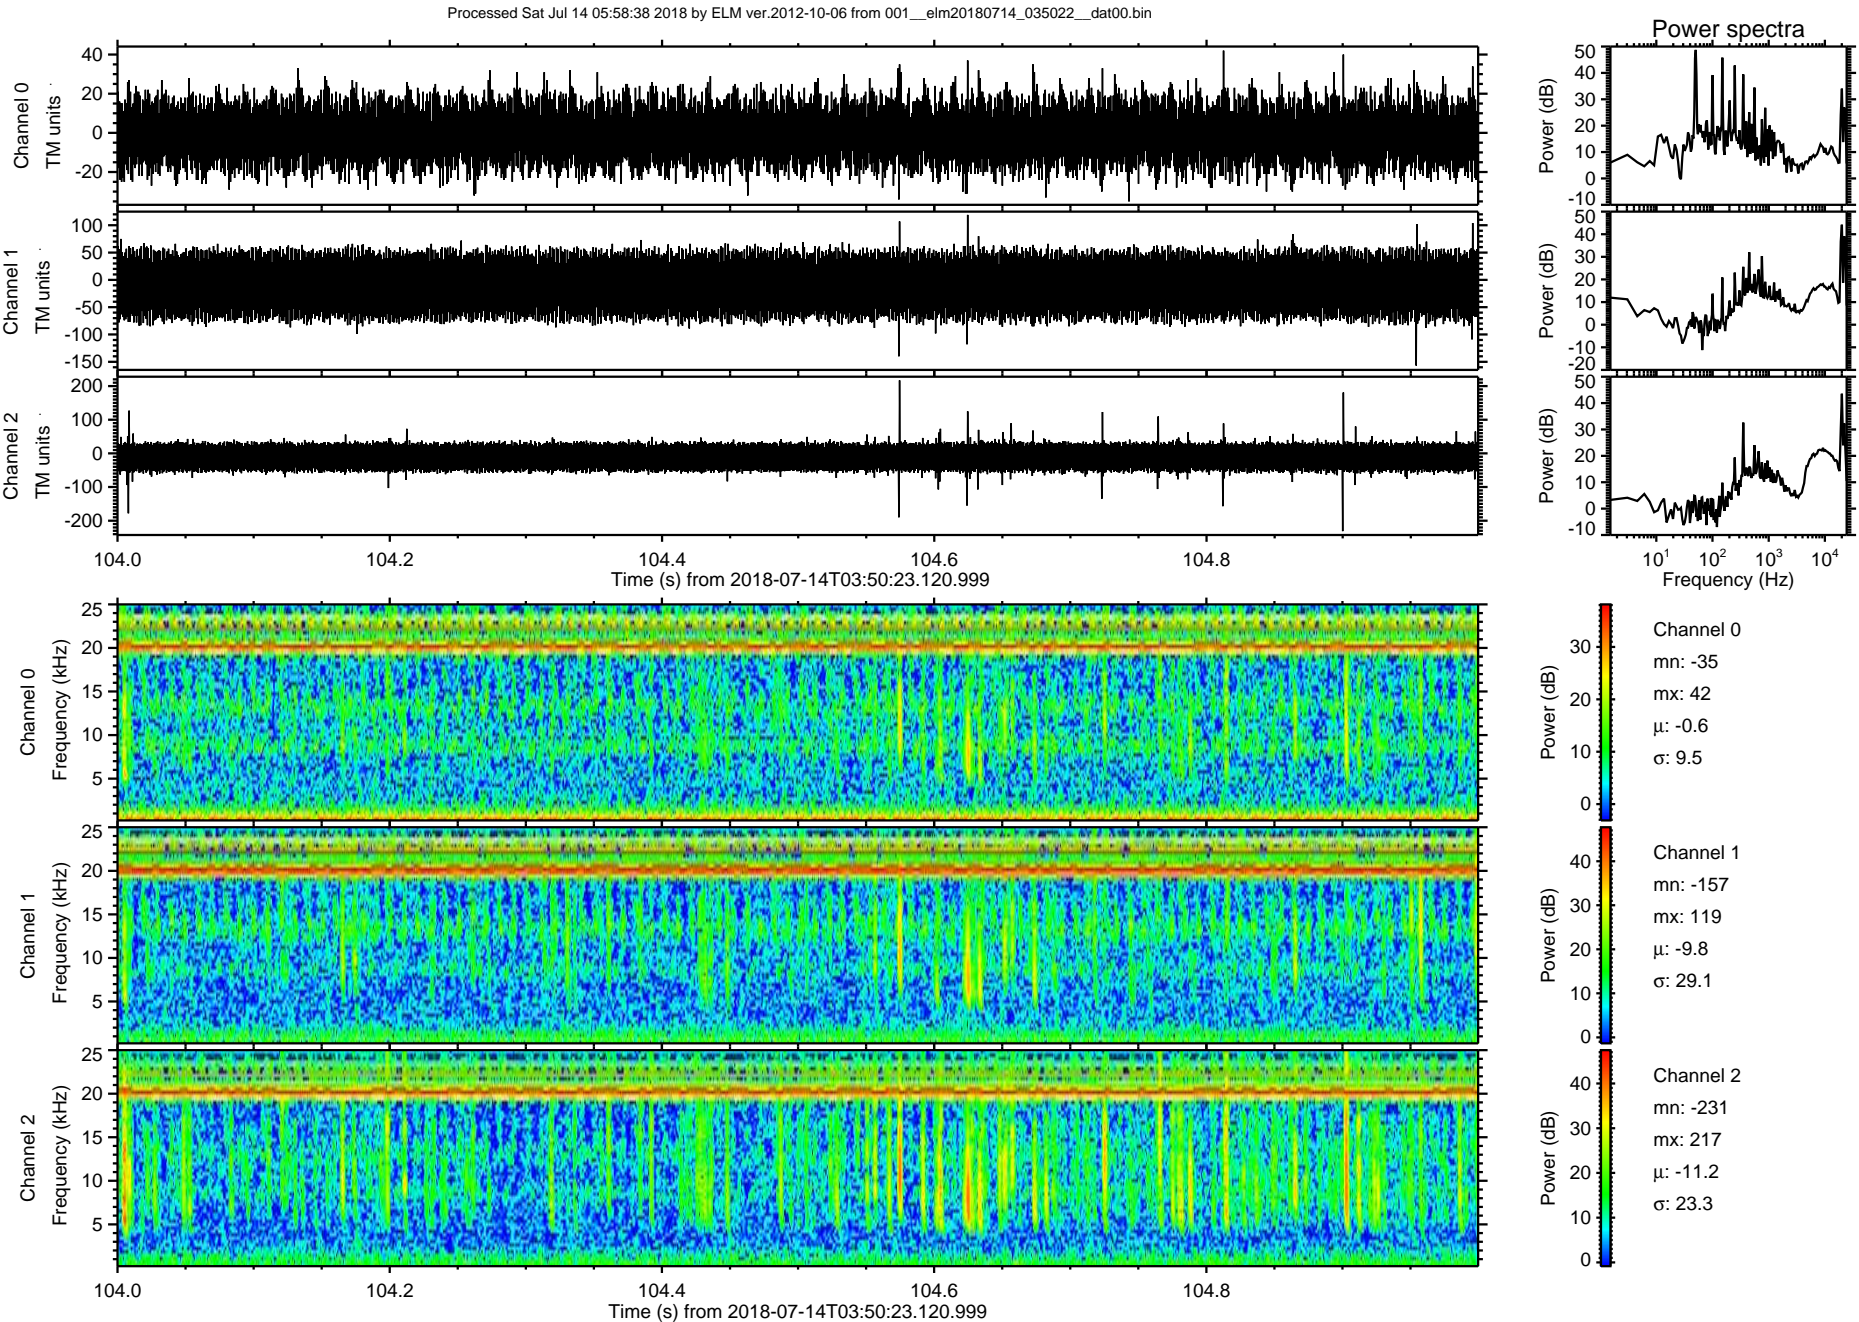 Processed Sat Jul 14 05:58:38 2018 by ELM ver.2012-10-06 from 001__elm20180714_035022__dat00.bin
Power spectra
Channel 0
TM units
40
20
0
-20
Power (dB)
50
40
30
20
10
0
-10
Channel 1
TM units
100
50
0
-50
-100
-150
Power (dB)
50
40
30
20
10
0
-10
-20
Channel 2
TM units
200
100
0
-100
-200
Power (dB)
50
40
30
20
10
0
-10
104.0 104.2 104.4 104.6 104.8
Time (s) from 2018-07-14T03:50:23.120.999
10¹ 10² 10³ 10⁴
Frequency (Hz)
Channel 0
Frequency (kHz)
25
20
15
10
5
Power (dB)
30
20
10
0
Channel 0
mn: -35
mx: 42
μ: -0.6
σ: 9.5
Channel 1
Frequency (kHz)
25
20
15
10
5
Power (dB)
40
30
20
10
0
Channel 1
mn: -157
mx: 119
μ: -9.8
σ: 29.1
Channel 2
Frequency (kHz)
25
20
15
10
5
Power (dB)
40
30
20
10
0
Channel 2
mn: -231
mx: 217
μ: -11.2
σ: 23.3
104.0 104.2 104.4 104.6 104.8
Time (s) from 2018-07-14T03:50:23.120.999